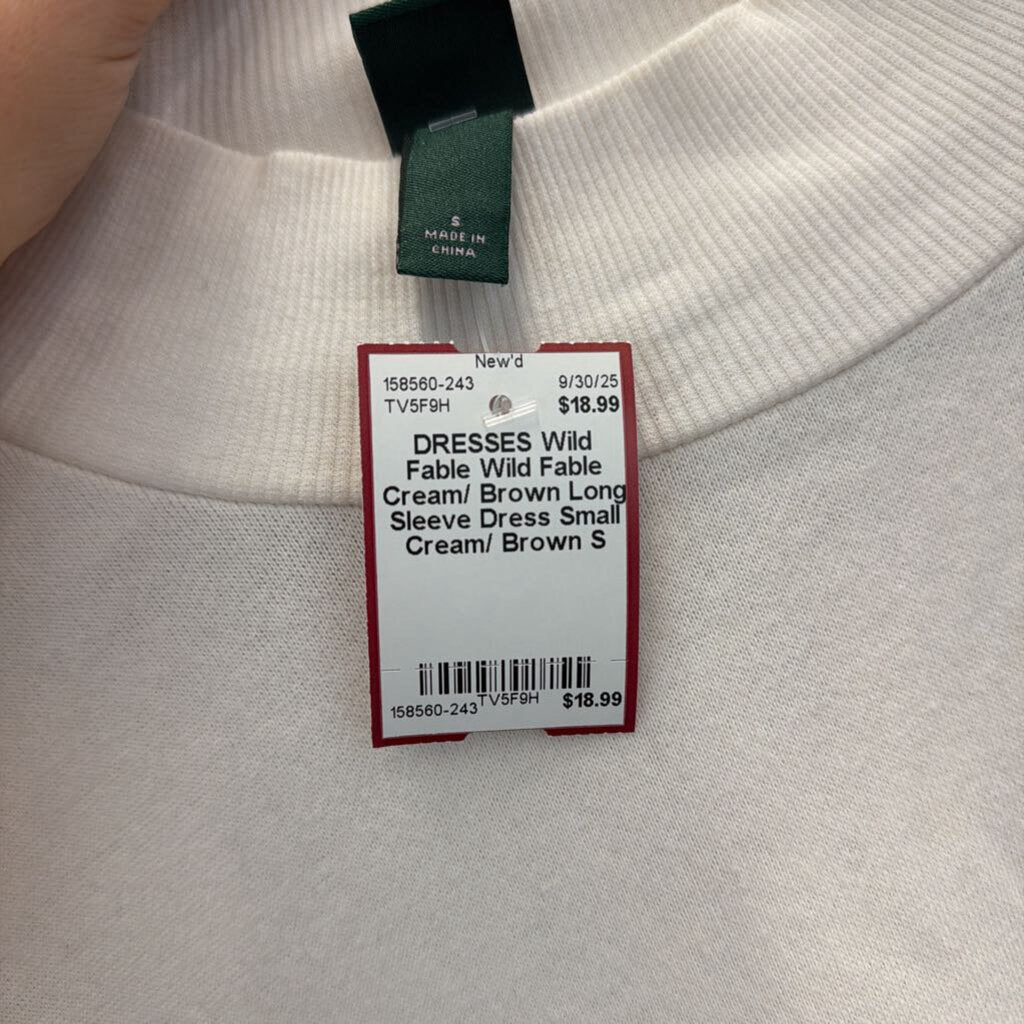 S
MADE IN
CHINA
New'd
158560-243 9/30/25
TV5F9H $18.99
DRESSES Wild
Fable Wild Fable
Cream/ Brown Long
Sleeve Dress Small
Cream/ Brown S
158560-243 TV5F9H $18.99